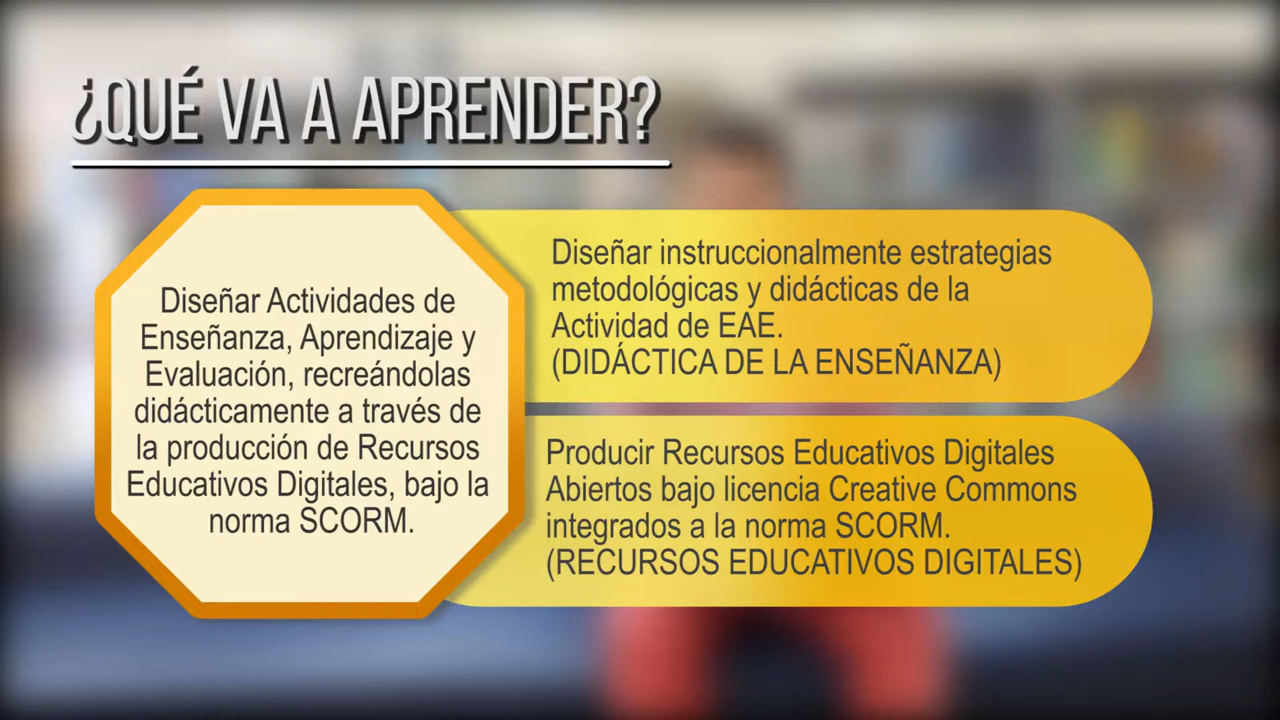 ¿QUÉ VA A APRENDER?
Diseñar Actividades de
Enseñanza, Aprendizaje y
Evaluación, recreándolas
didácticamente a través de
la producción de Recursos
Educativos Digitales, bajo la
norma SCORM.
Diseñar instruccionalmente estrategias
metodológicas y didácticas de la
Actividad de EAE.
(DIDÁCTICA DE LA ENSEÑANZA)
Producir Recursos Educativos Digitales
Abiertos bajo licencia Creative Commons
integrados a la norma SCORM.
(RECURSOS EDUCATIVOS DIGITALES)